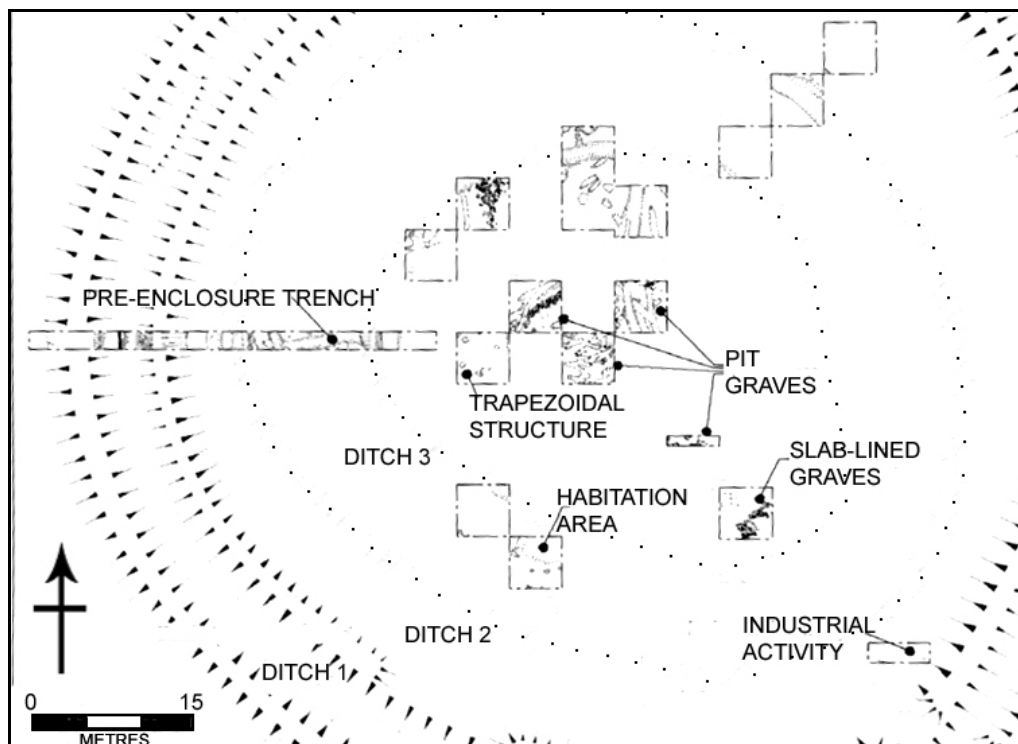 PRE-ENCLOSURE TRENCH
PIT
GRAVES
TRAPEZOIDAL
STRUCTURE
DITCH 3
SLAB-LINED
GRAVES
HABITATION
AREA
DITCH 2
INDUSTRIAL
ACTIVITY
DITCH 1
0 15
METRES